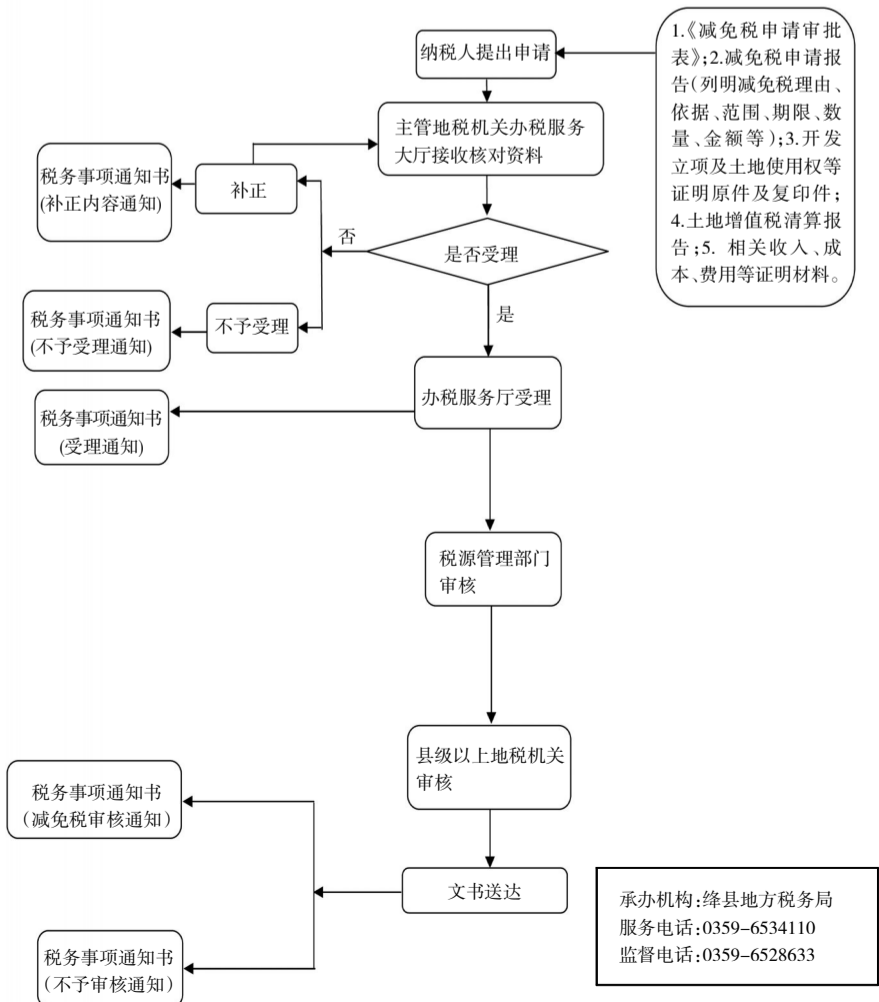 纳税人提出申请
1.《减免税申请审批
表》;2.减免税申请报
告(列明减免税理由、
依据、范围、期限、数
量、金额等);3.开发
立项及土地使用权等
证明原件及复印件;
4.土地增值税清算报
告;5. 相关收入、成
本、费用等证明材料。
主管地税机关办税服务
大厅接收核对资料
税务事项通知书
(补正内容通知)
补正
否
是否受理
税务事项通知书
(不予受理通知)
不予受理
是
办税服务厅受理
税务事项通知书
(受理通知)
税源管理部门
审核
县级以上地税机关
审核
税务事项通知书
(减免税审核通知)
文书送达
税务事项通知书
(不予审核通知)
承办机构:绛县地方税务局
服务电话:0359-6534110
监督电话:0359-6528633